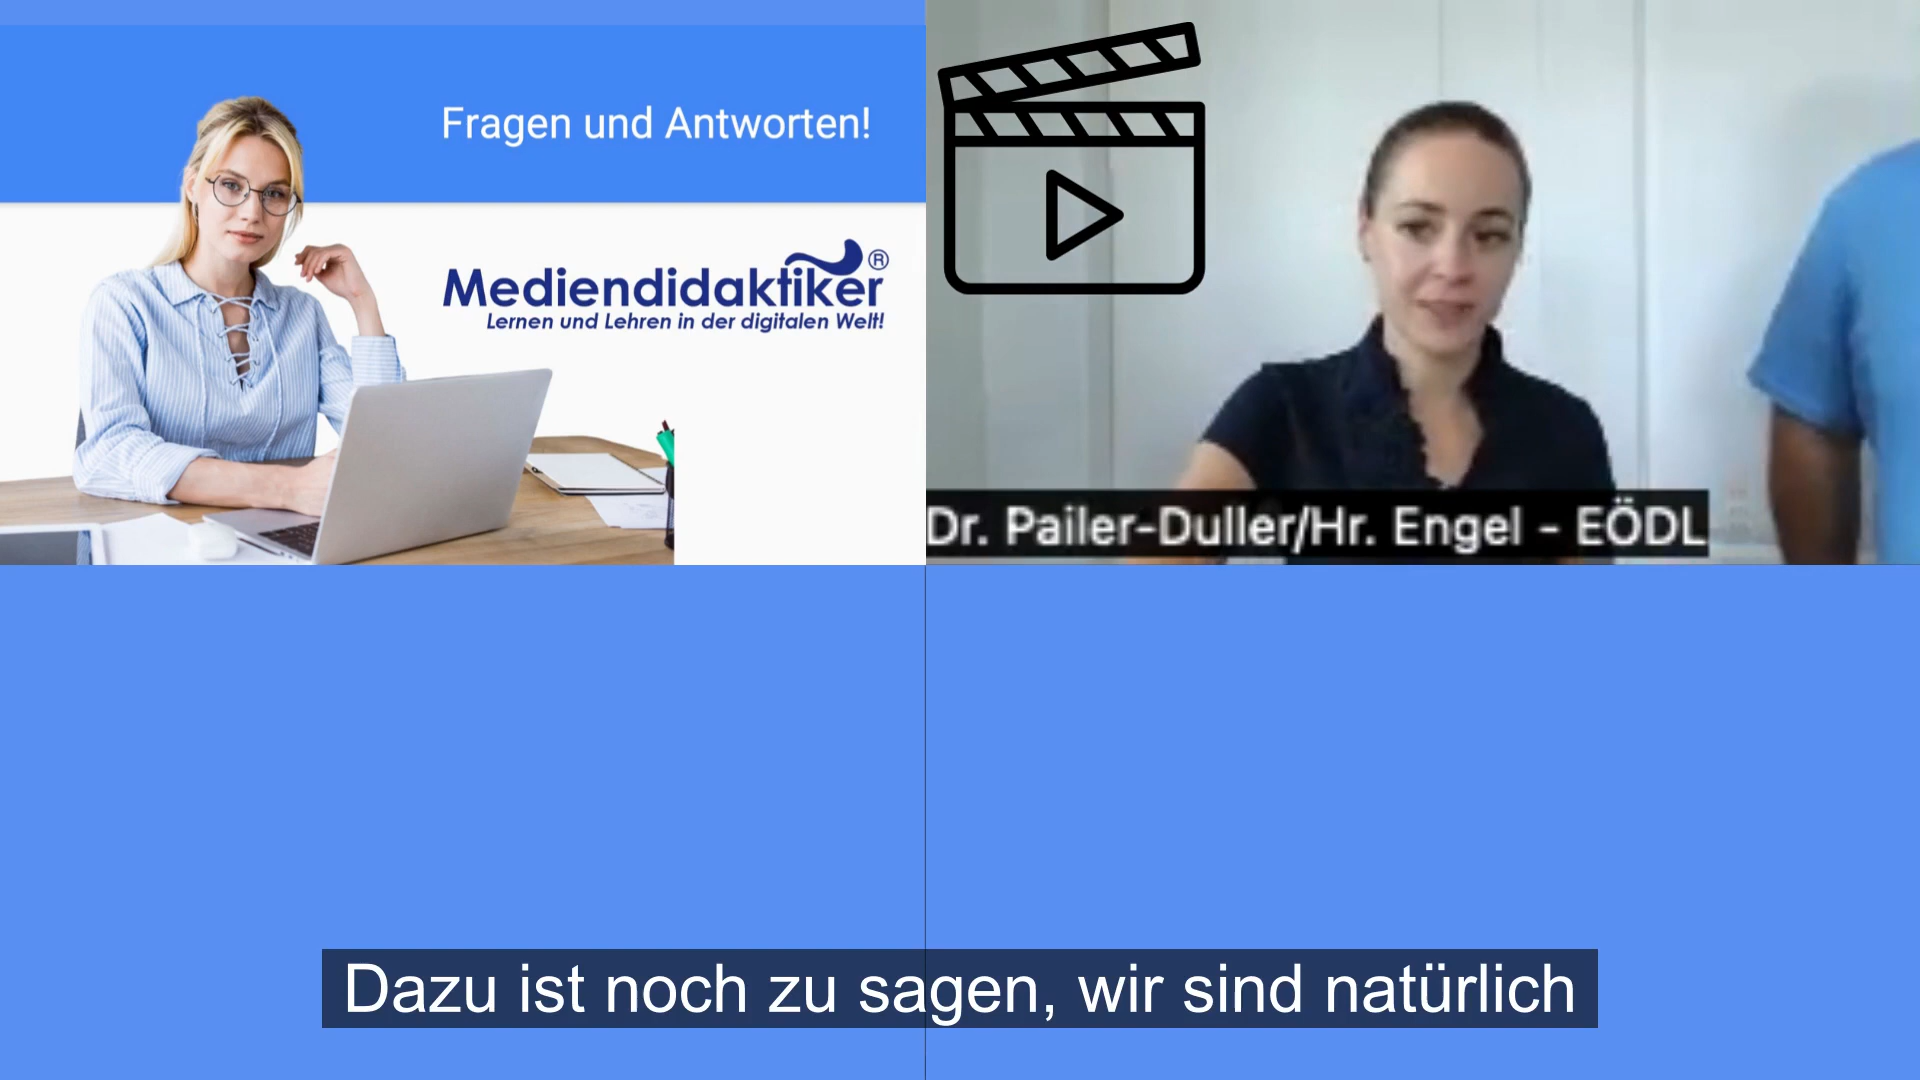 Fragen und Antworten!
Mediendidaktiker®
Lernen und Lehren in der digitalen Welt!
Dr. Pailer-Duller/Hr. Engel - EÖDL
Dazu ist noch zu sagen, wir sind natürlich